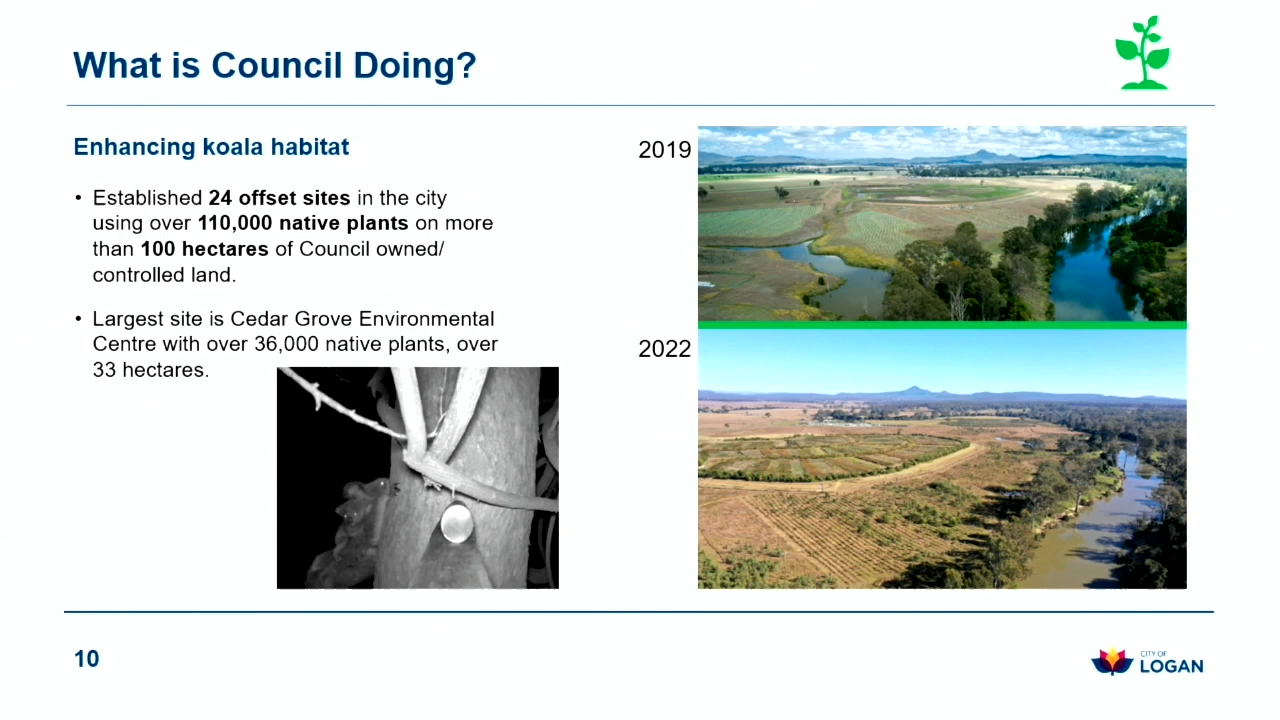 What is Council Doing?
Enhancing koala habitat
• Established 24 offset sites in the city
using over 110,000 native plants on more
than 100 hectares of Council owned/
controlled land.
• Largest site is Cedar Grove Environmental
Centre with over 36,000 native plants, over
33 hectares.
2019
2022
10
CITY OF
LOGAN